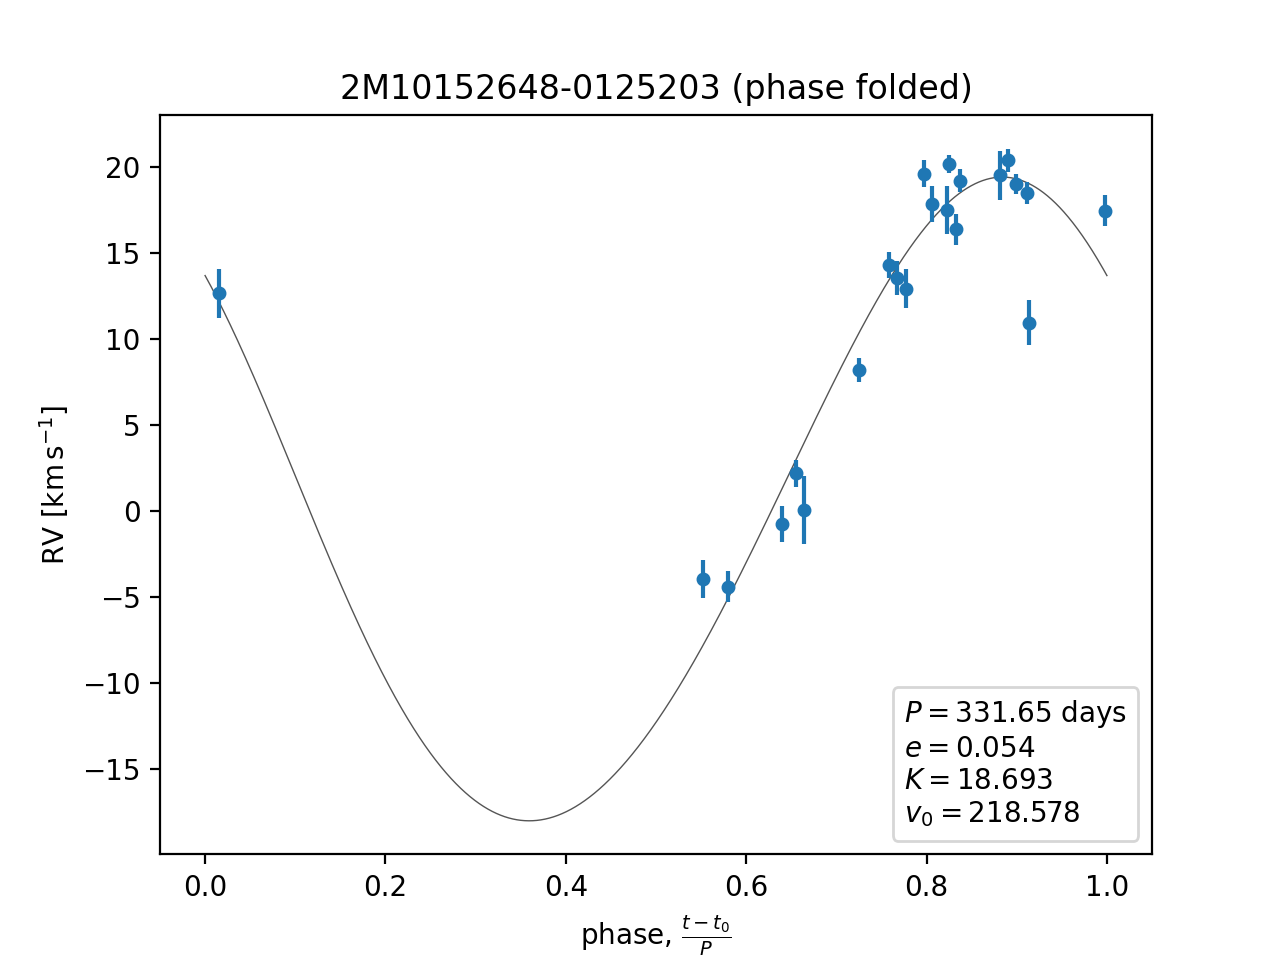 2M10152648-0125203 (phase folded)
20
15
10
5
0
−5
−10
−15
RV [km s⁻¹]
P = 331.65 days
e = 0.054
K = 18.693
v₀ = 218.578
0.0 0.2 0.4 0.6 0.8 1.0
phase, (t − t₀)/P